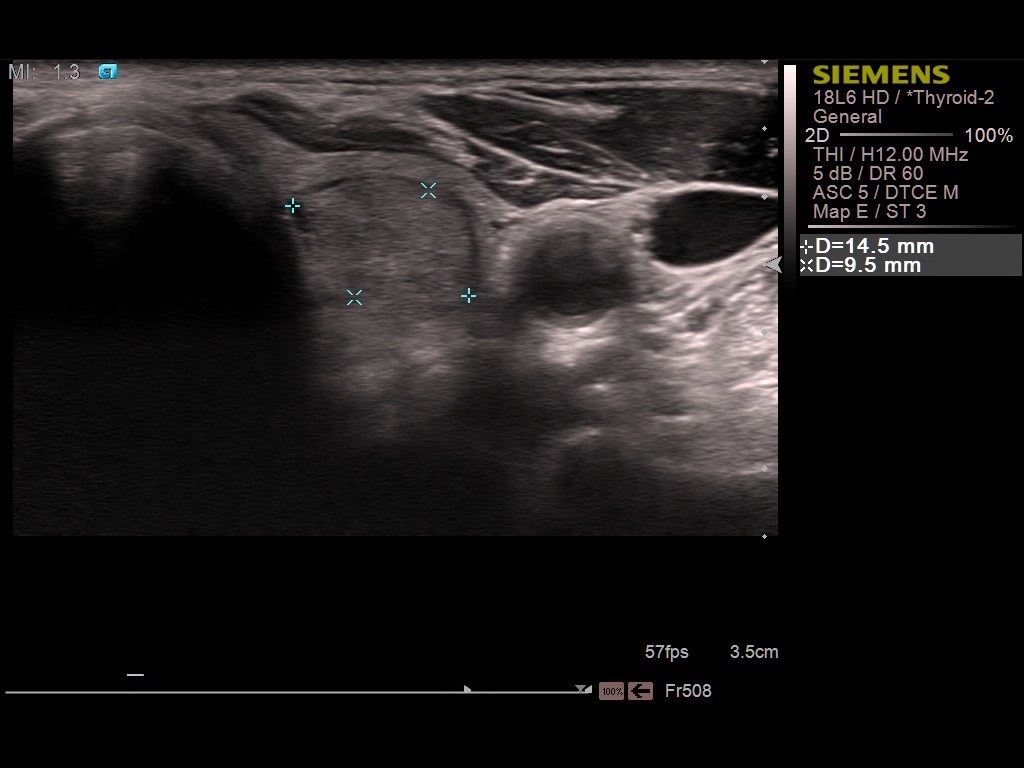 MI: 1.3
SIEMENS
18L6 HD / *Thyroid-2
General
2D 100%
THI / H12.00 MHz
5 dB / DR 60
ASC 5 / DTCE M
Map E / ST 3
D=14.5 mm
D=9.5 mm
57fps 3.5cm
100% Fr508